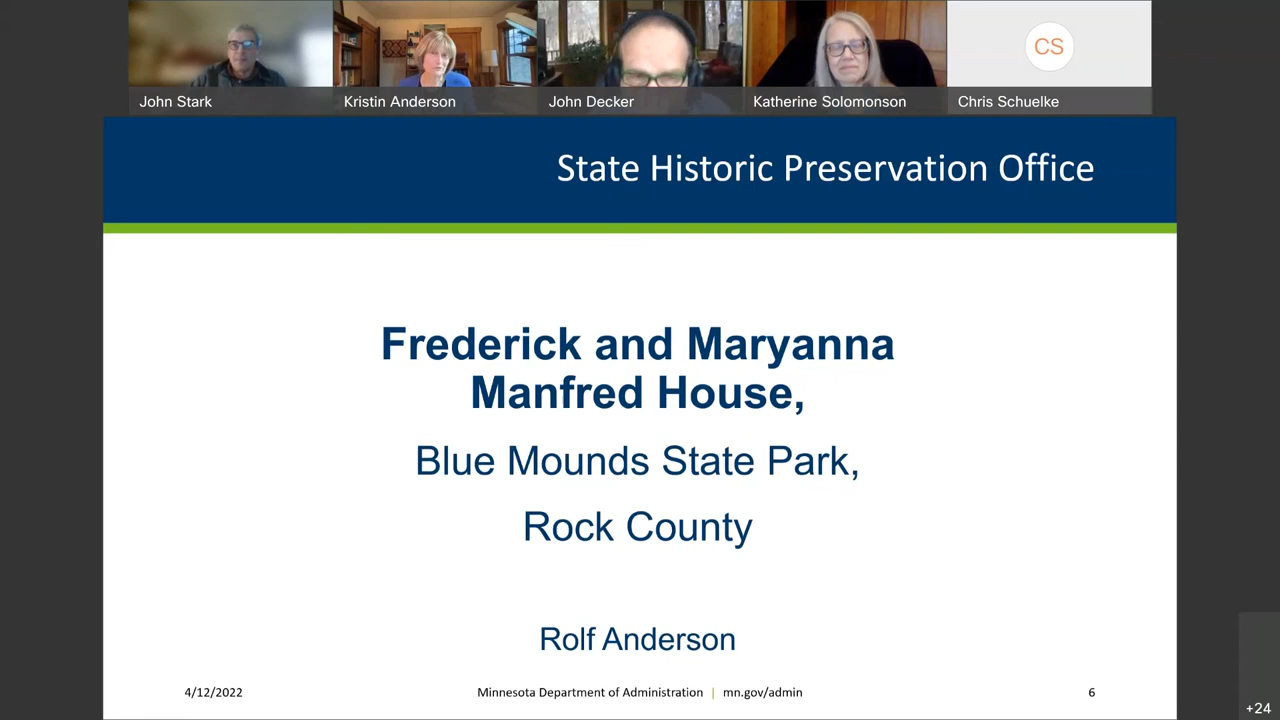 CS
John Stark
Kristin Anderson
John Decker
Katherine Solomonson
Chris Schuelke
State Historic Preservation Office
Frederick and Maryanna
Manfred House,
Blue Mounds State Park,
Rock County
Rolf Anderson
4/12/2022
Minnesota Department of Administration | mn.gov/admin
6
+24